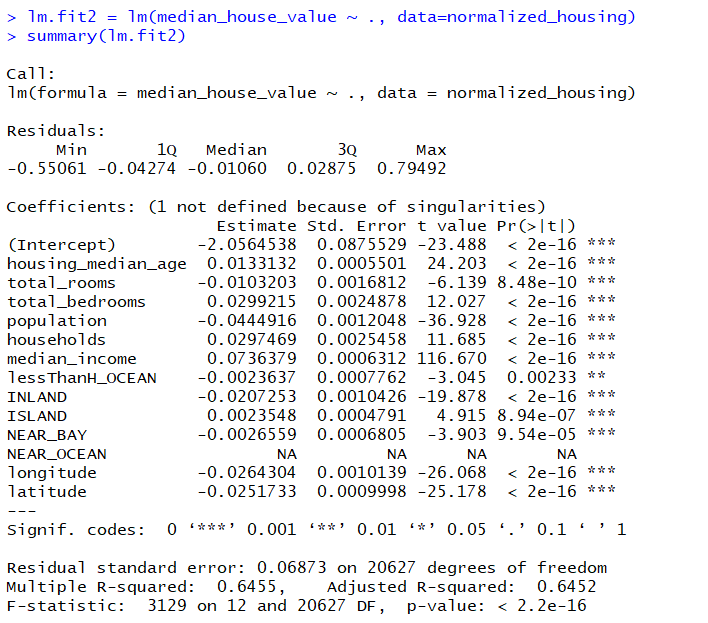 > lm.fit2 = lm(median_house_value ~ ., data=normalized_housing)
> summary(lm.fit2)
Call:
lm(formula = median_house_value ~ ., data = normalized_housing)
Residuals:
     Min       1Q   Median       3Q      Max
-0.55061 -0.04274 -0.01060  0.02875  0.79492
Coefficients: (1 not defined because of singularities)
                     Estimate Std. Error t value Pr(>|t|)
(Intercept)        -2.0564538  0.0875529 -23.488  < 2e-16 ***
housing_median_age  0.0133132  0.0005501  24.203  < 2e-16 ***
total_rooms        -0.0103203  0.0016812  -6.139 8.48e-10 ***
total_bedrooms      0.0299215  0.0024878  12.027  < 2e-16 ***
population         -0.0444916  0.0012048 -36.928  < 2e-16 ***
households          0.0297469  0.0025458  11.685  < 2e-16 ***
median_income       0.0736379  0.0006312 116.670  < 2e-16 ***
lessThanH_OCEAN    -0.0023637  0.0007762  -3.045  0.00233 **
INLAND             -0.0207253  0.0010426 -19.878  < 2e-16 ***
ISLAND              0.0023548  0.0004791   4.915 8.94e-07 ***
NEAR_BAY           -0.0026559  0.0006805  -3.903 9.54e-05 ***
NEAR_OCEAN                 NA         NA      NA       NA
longitude          -0.0264304  0.0010139 -26.068  < 2e-16 ***
latitude           -0.0251733  0.0009998 -25.178  < 2e-16 ***
---
Signif. codes:  0 ‘***’ 0.001 ‘**’ 0.01 ‘*’ 0.05 ‘.’ 0.1 ‘ ’ 1
Residual standard error: 0.06873 on 20627 degrees of freedom
Multiple R-squared:  0.6455,    Adjusted R-squared:  0.6452
F-statistic:  3129 on 12 and 20627 DF,  p-value: < 2.2e-16